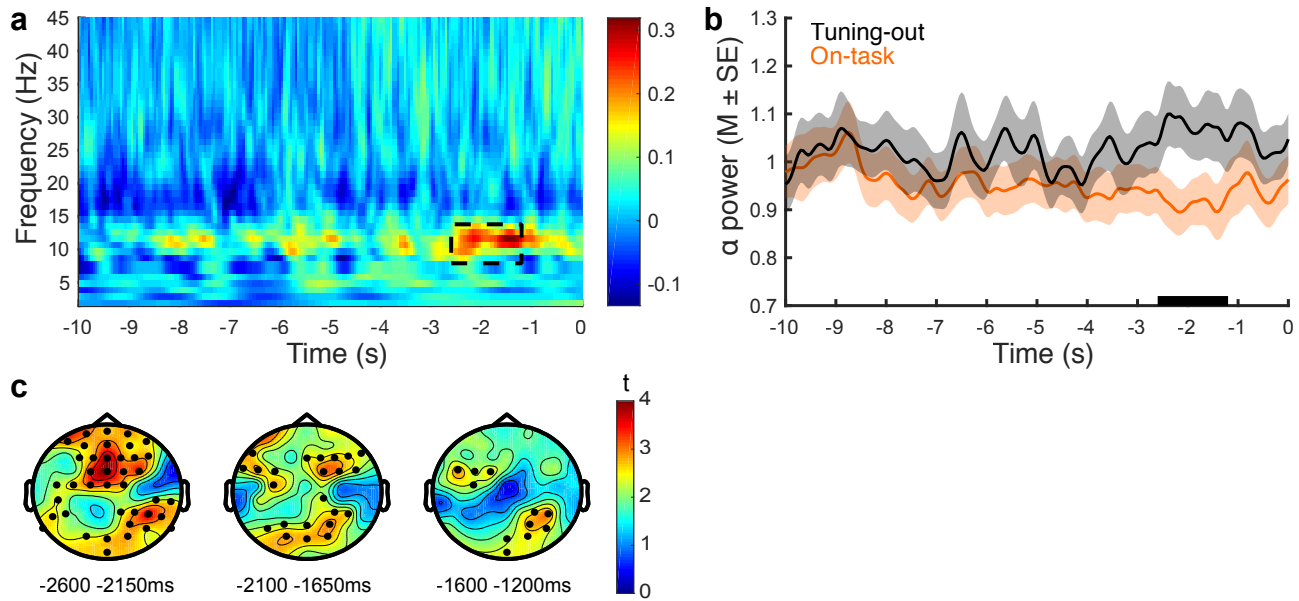 a
45
40
35
30
25
20
15
10
5
Frequency (Hz)
-10 -9 -8 -7 -6 -5 -4 -3 -2 -1 0
Time (s)
0.3
0.2
0.1
0
-0.1
b
1.3
1.2
1.1
1
0.9
0.8
0.7
α power (M ± SE)
Tuning-out
On-task
-10 -9 -8 -7 -6 -5 -4 -3 -2 -1 0
Time (s)
c
-2600 -2150ms
-2100 -1650ms
-1600 -1200ms
t
4
3
2
1
0